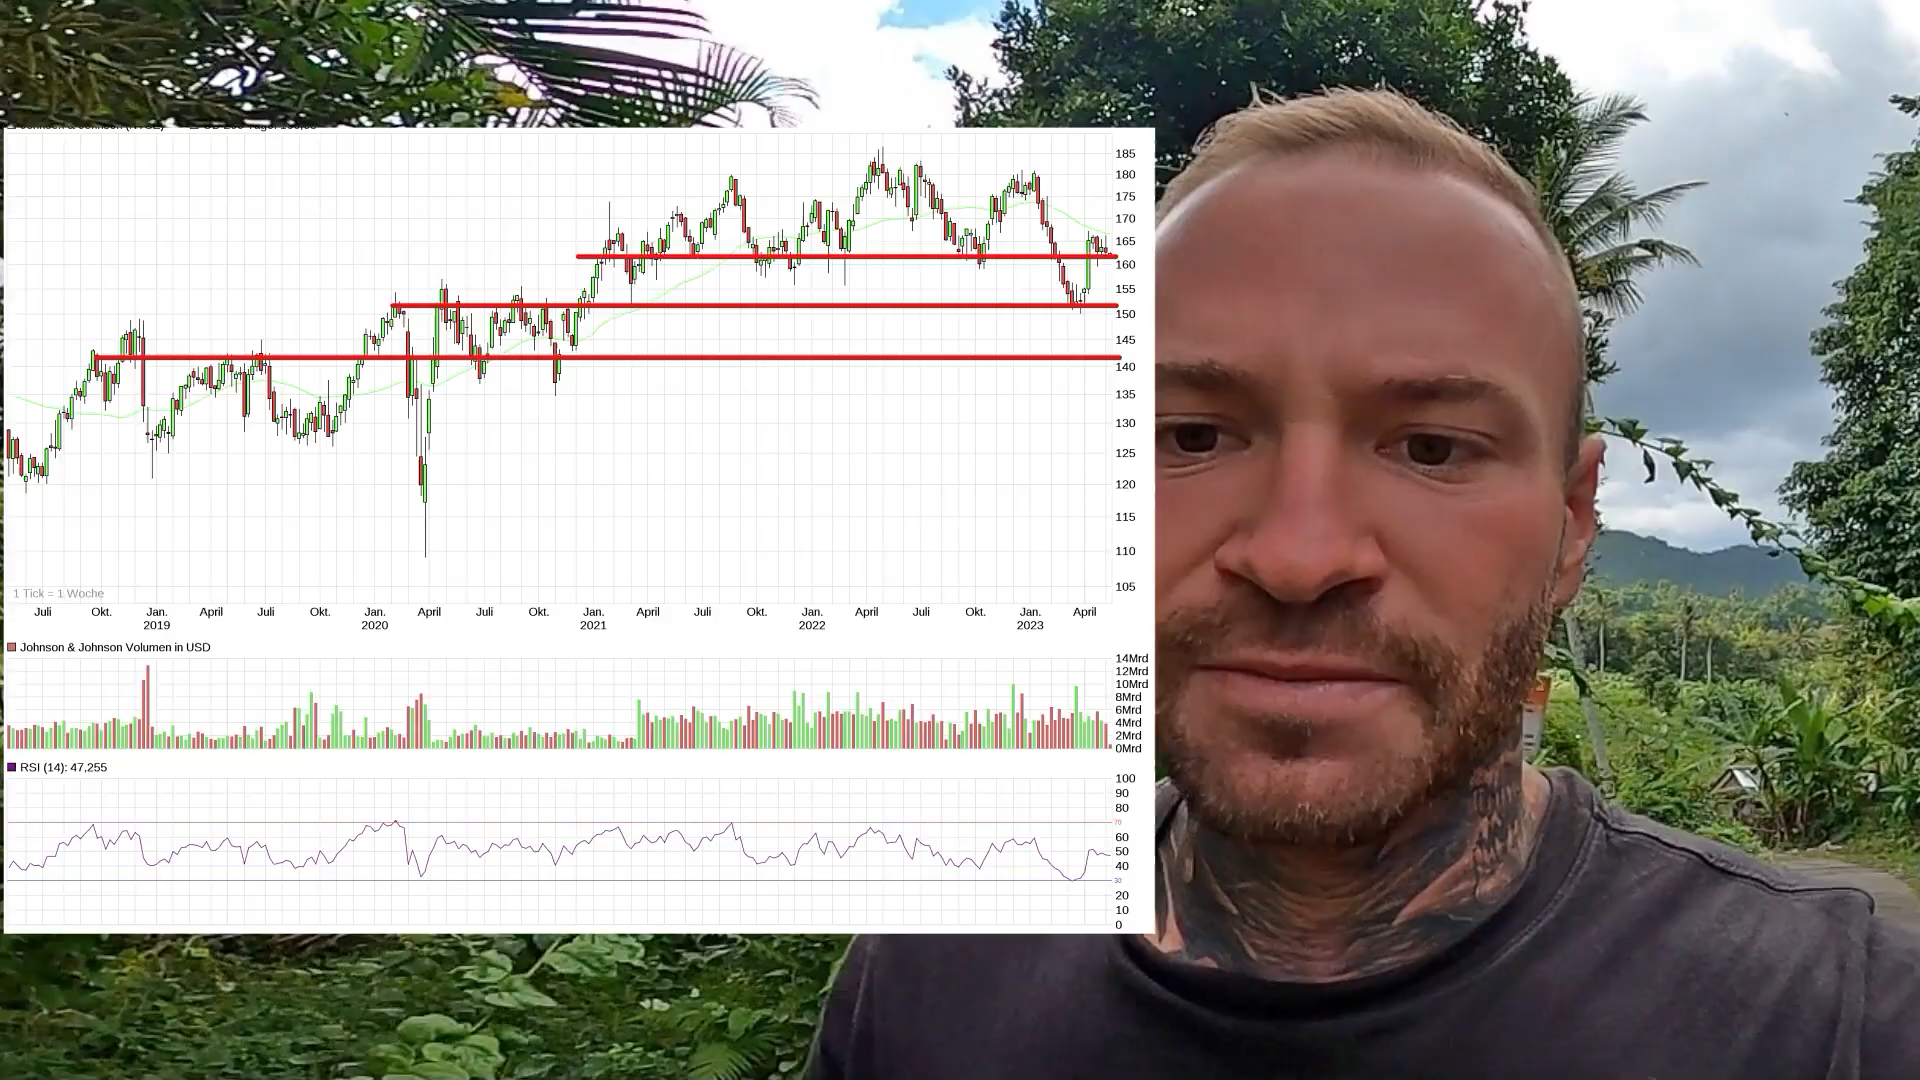 185
180
175
170
165
160
155
150
145
140
135
130
125
120
115
110
105
1 Tick = 1 Woche
Juli Okt. Jan. April Juli Okt. Jan. April Juli Okt. Jan. April Juli Okt. Jan. April Juli Okt. Jan. April
2019 2020 2021 2022 2023
Johnson & Johnson Volumen in USD
14Mrd
12Mrd
10Mrd
8Mrd
6Mrd
4Mrd
2Mrd
0Mrd
RSI (14): 47,255
100
90
80
70
60
50
40
30
20
10
0